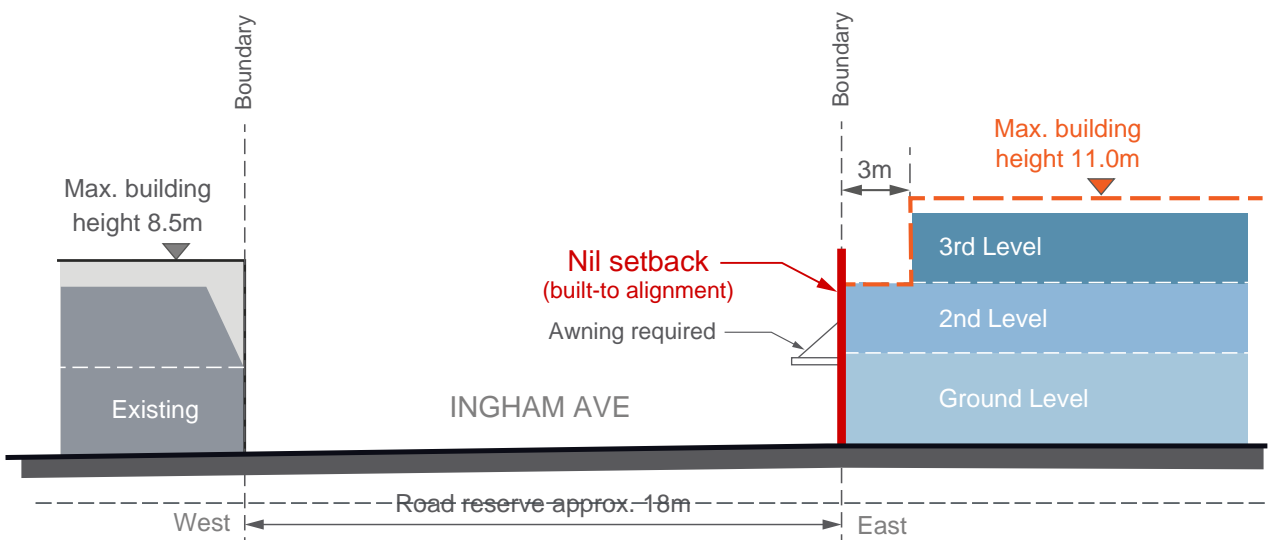 Boundary
Boundary
Max. building
height 11.0m
3m
Max. building
height 8.5m
3rd Level
Nil setback
(built-to alignment)
2nd Level
Awning required
Existing
INGHAM AVE
Ground Level
Road reserve approx. 18m
West
East